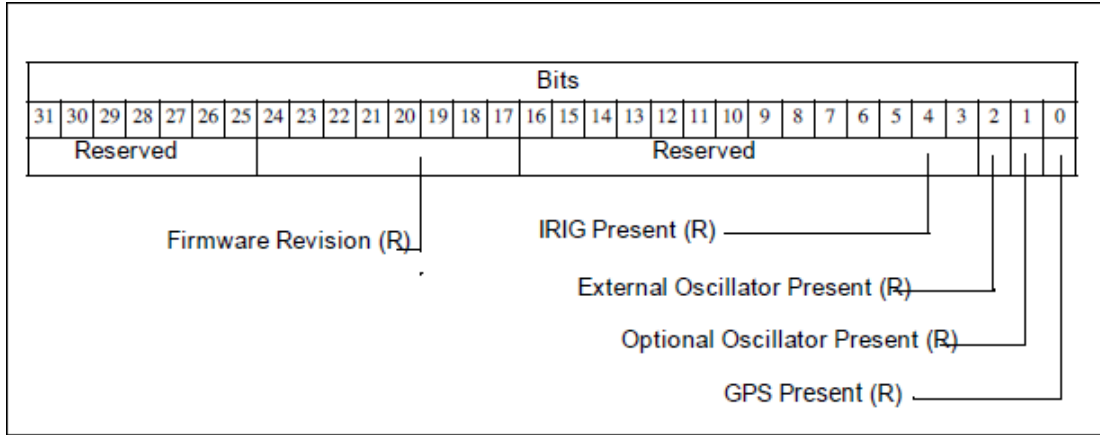 Bits
31 30 29 28 27 26 25 24 23 22 21 20 19 18 17 16 15 14 13 12 11 10 9 8 7 6 5 4 3 2 1 0
Reserved Reserved
Firmware Revision (R)
IRIG Present (R)
External Oscillator Present (R)
Optional Oscillator Present (R)
GPS Present (R)